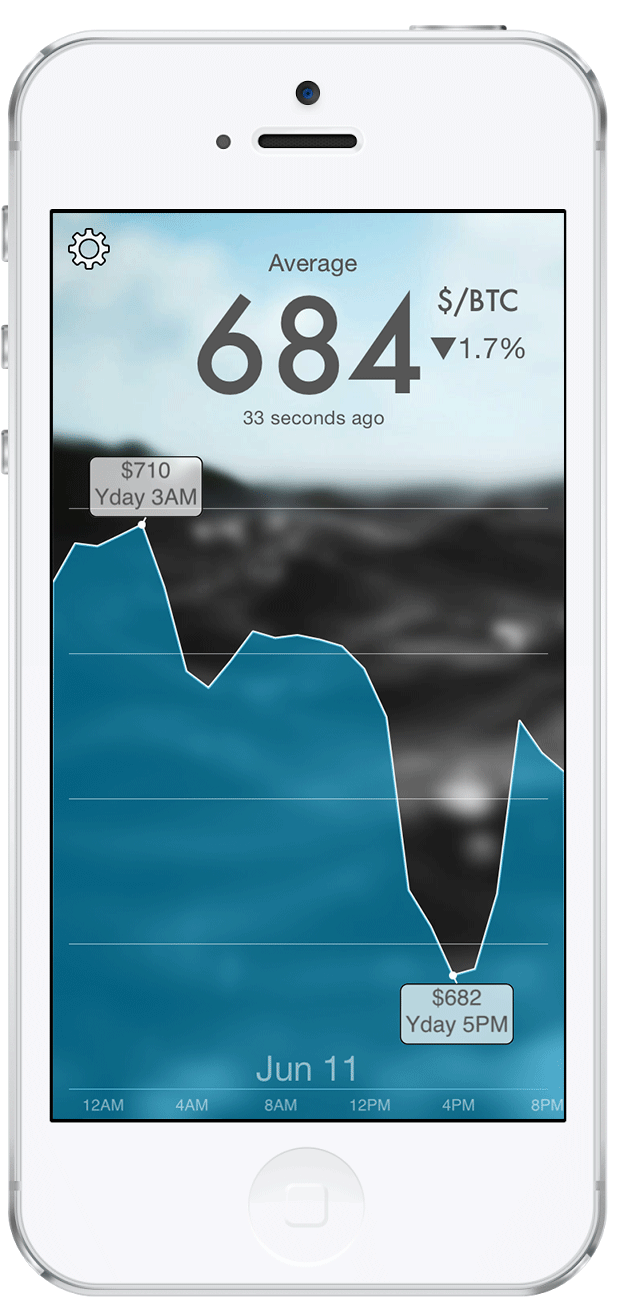 Average
684
$/BTC
▼1.7%
33 seconds ago
$710
Yday 3AM
$682
Yday 5PM
Jun 11
12AM 4AM 8AM 12PM 4PM 8PM